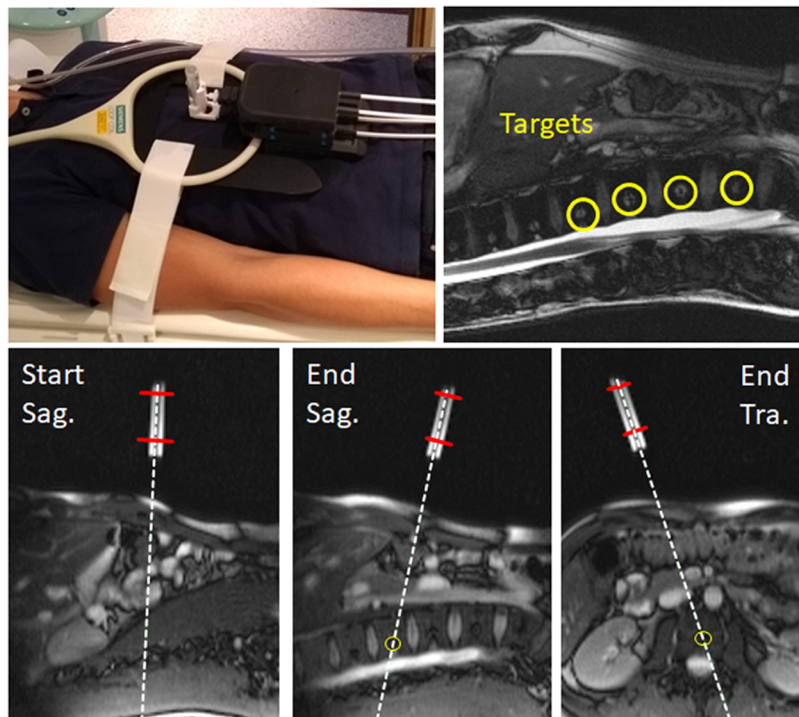 Targets
SIEMENS
Start
Sag.
End
Sag.
End
Tra.